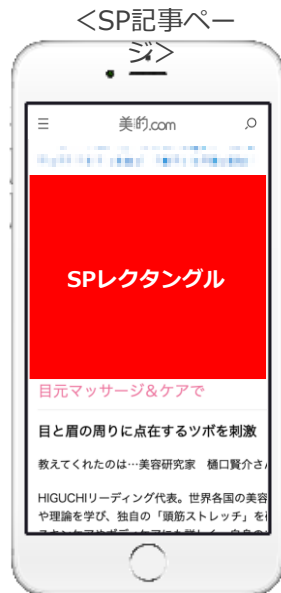 ＜SP記事ペー
ジ＞
美的.com
SPレクタングル
目元マッサージ＆ケアで
目と眉の周りに点在するツボを刺激
教えてくれたのは…美容研究家　樋口賢介さ
HIGUCHIリーディング代表。世界各国の美容
や理論を学び、独自の「頭筋ストレッチ」を